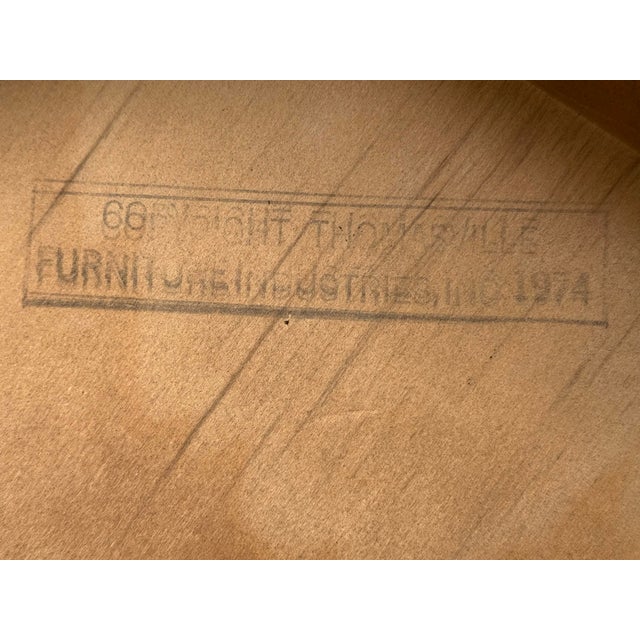 COPYRIGHT THOMASVILLE
FURNITURE INDUSTRIES, INC. 1974